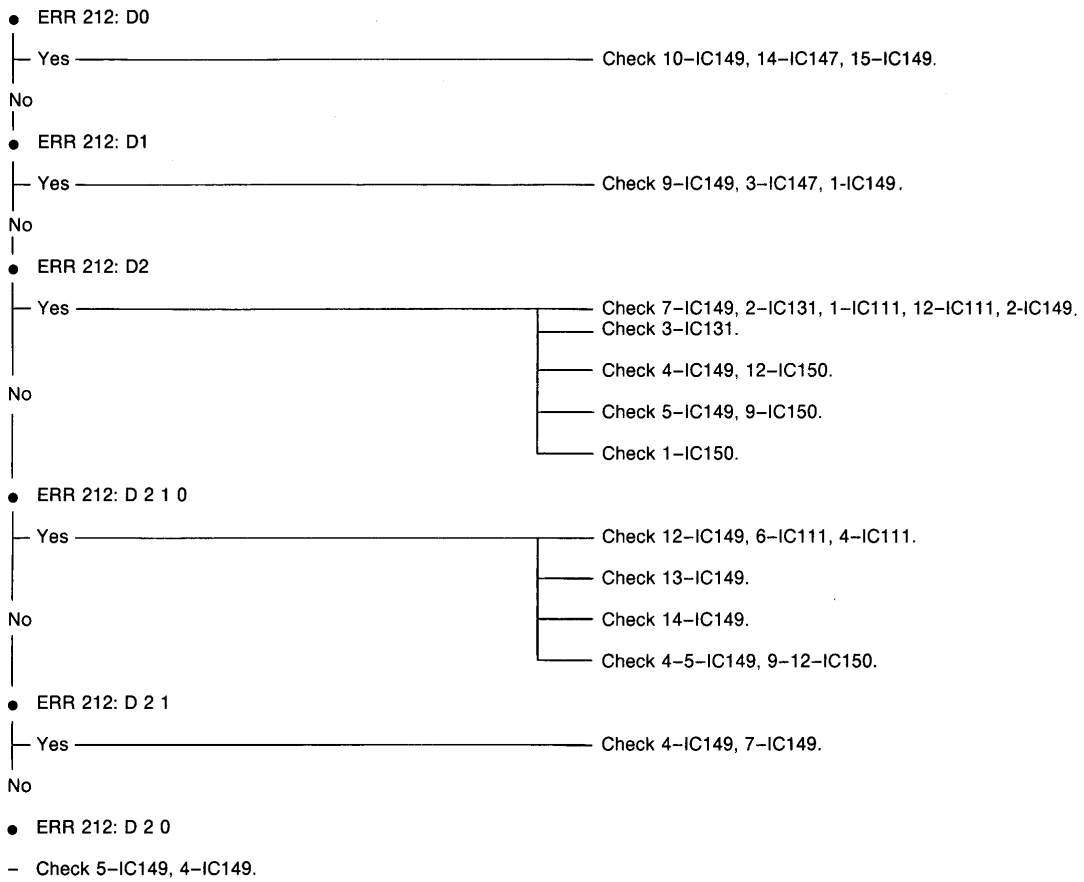 ● ERR 212: D0
Yes Check 10–IC149, 14–IC147, 15–IC149.
No
● ERR 212: D1
Yes Check 9–IC149, 3–IC147, 1-IC149.
No
● ERR 212: D2
Yes Check 7–IC149, 2–IC131, 1–IC111, 12–IC111, 2-IC149.
Check 3–IC131.
Check 4–IC149, 12–IC150.
No
Check 5–IC149, 9–IC150.
Check 1–IC150.
● ERR 212: D 2 1 0
Yes Check 12–IC149, 6–IC111, 4–IC111.
Check 13–IC149.
No Check 14–IC149.
Check 4–5–IC149, 9–12–IC150.
● ERR 212: D 2 1
Yes Check 4–IC149, 7–IC149.
No
● ERR 212: D 2 0
– Check 5–IC149, 4–IC149.